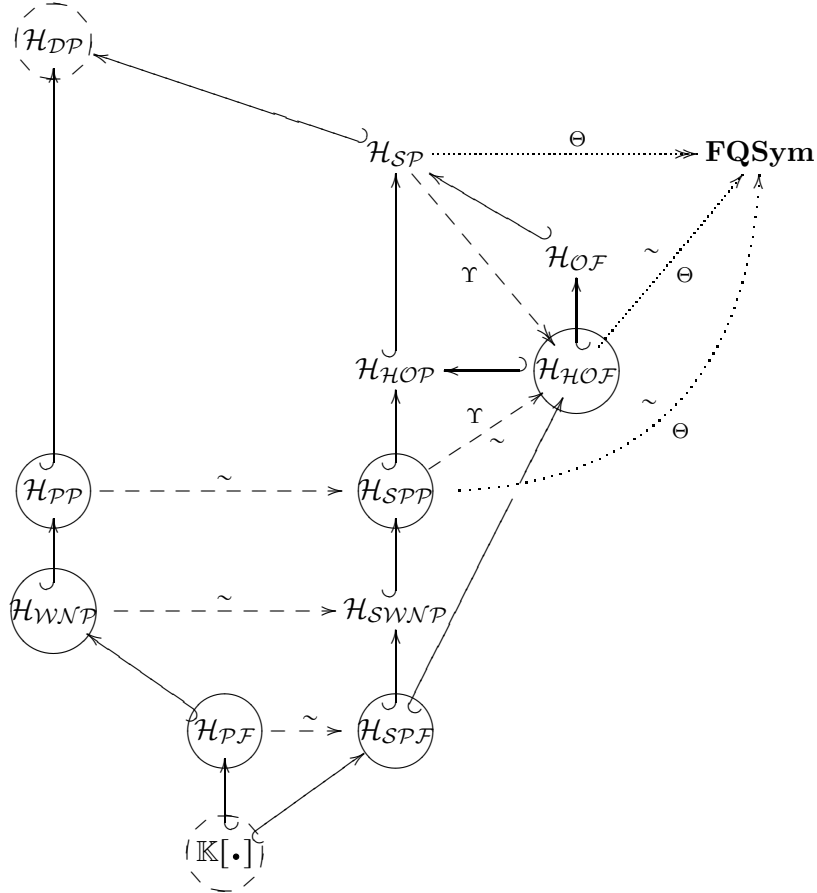 ℋ_𝒟𝒫
Θ
ℋ_𝒮𝒫
FQSym
ℋ_𝒪ℱ
∼
ϒ
Θ
ℋ_ℋ𝒪𝒫
ℋ_ℋ𝒪ℱ
∼
ϒ
∼
Θ
∼
ℋ_𝒫𝒫
ℋ_𝒮𝒫𝒫
∼
ℋ_𝒲𝒩𝒫
ℋ_𝒮𝒲𝒩𝒫
∼
ℋ_𝒫ℱ
ℋ_𝒮𝒫ℱ
𝕂[.]